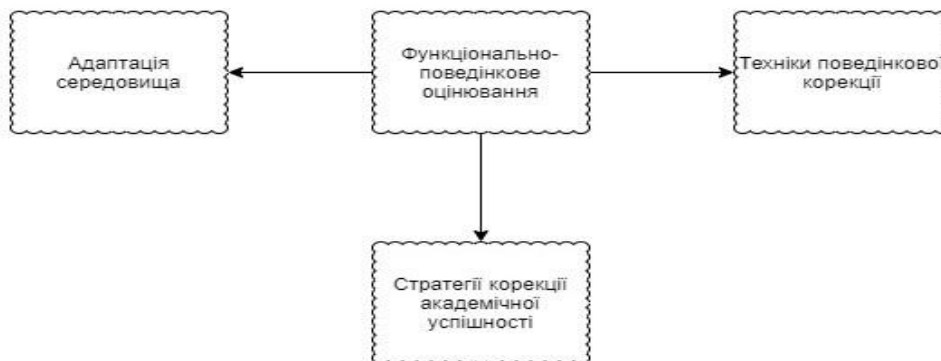 Адаптація
середовища
Функціонально-
поведінкове
оцінювання
Техніки поведінкової
корекції
Стратегії корекції
академічної
успішності